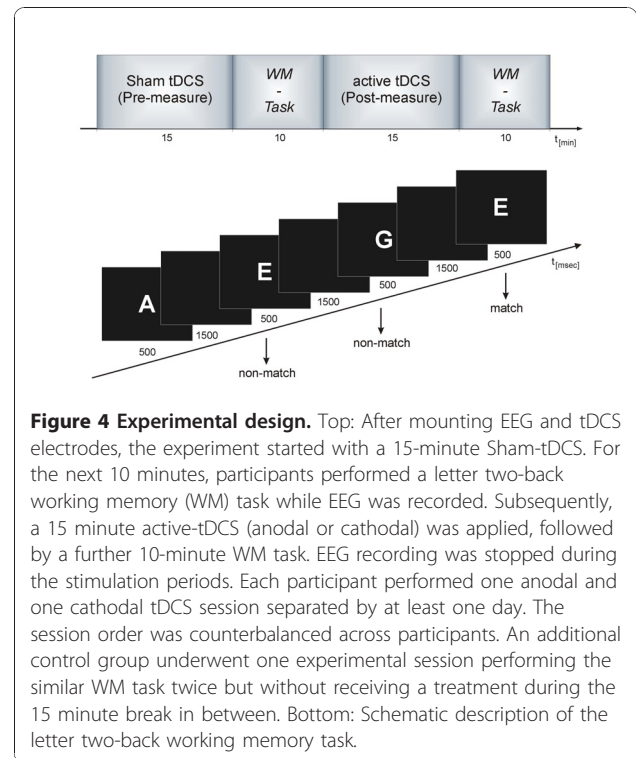 Sham tDCS
(Pre-measure)
WM
-
Task
active tDCS
(Post-measure)
WM
-
Task
15
10
15
10
t[min]
A
E
G
E
500
1500
500
1500
500
1500
500
t[msec]
non-match
non-match
match
Figure 4 Experimental design. Top: After mounting EEG and tDCS
electrodes, the experiment started with a 15-minute Sham-tDCS. For
the next 10 minutes, participants performed a letter two-back
working memory (WM) task while EEG was recorded. Subsequently,
a 15 minute active-tDCS (anodal or cathodal) was applied, followed
by a further 10-minute WM task. EEG recording was stopped during
the stimulation periods. Each participant performed one anodal and
one cathodal tDCS session separated by at least one day. The
session order was counterbalanced across participants. An additional
control group underwent one experimental session performing the
similar WM task twice but without receiving a treatment during the
15 minute break in between. Bottom: Schematic description of the
letter two-back working memory task.